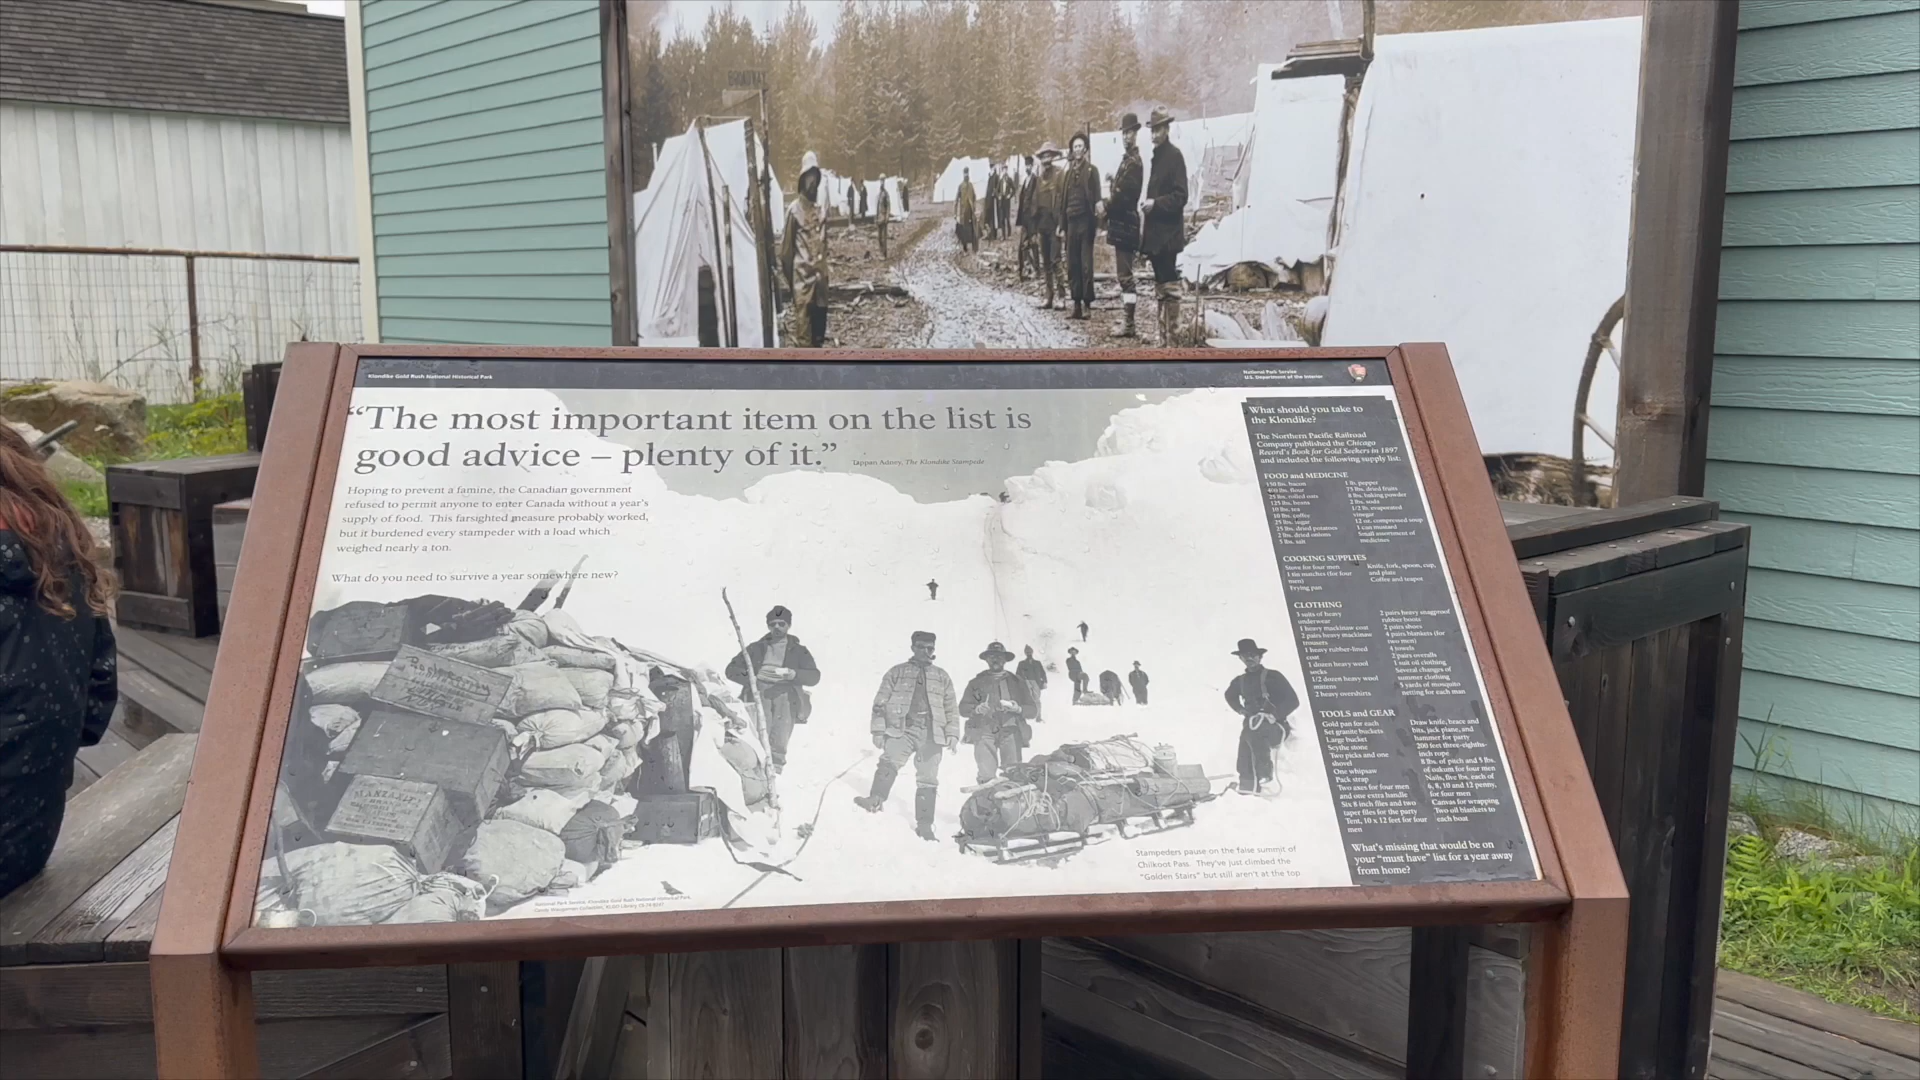 BROADWAY
Klondike Gold Rush National Historical Park
National Park Service
U.S. Department of the Interior
“The most important item on the list is
good advice – plenty of it.”
Tappan Adney, The Klondike Stampede
Hoping to prevent a famine, the Canadian government
refused to permit anyone to enter Canada without a year's
supply of food. This farsighted measure probably worked,
but it burdened every stampeder with a load which
weighed nearly a ton.
What do you need to survive a year somewhere new?
MANZANITA
Stampeders pause on the false summit of
Chilkoot Pass. They've just climbed the
"Golden Stairs" but still aren't at the top
National Park Service, Klondike Gold Rush National Historical Park,
What should you take to
the Klondike?
The Northern Pacific Railroad
Company published the Chicago
Record's Book for Gold Seekers in 1897
and included the following supply list:
FOOD and MEDICINE
150 lbs. bacon
400 lbs. flour
25 lbs. rolled oats
125 lbs. beans
10 lbs. tea
10 lbs. coffee
25 lbs. sugar
25 lbs. dried potatoes
2 lbs. dried onions
5 lbs. salt
1 lb. pepper
75 lbs. dried fruits
8 lbs. baking powder
2 lbs. soda
1/2 lb. evaporated
vinegar
12 oz. compressed soup
1 can mustard
Small assortment of
medicines
COOKING SUPPLIES
Stove for four men
1 tin matches (for four
men)
Frying pan
Knife, fork, spoon, cup,
and plate
Coffee and teapot
CLOTHING
3 suits of heavy
underwear
1 heavy mackinaw coat
2 pairs heavy mackinaw
trousers
1 heavy rubber-lined
coat
1 dozen heavy wool
socks
1/2 dozen heavy wool
mittens
2 heavy overshirts
2 pairs heavy snagproof
rubber boots
2 pairs shoes
4 pairs blankets (for
two men)
4 towels
2 pairs overalls
1 suit oil clothing
Several changes of
summer clothing
5 yards of mosquito
netting for each man
TOOLS and GEAR
Gold pan for each
Set granite buckets
Large bucket
Scythe stone
Two picks and one
shovel
One whipsaw
Pack strap
Two axes for four men
and one extra handle
Six 8 inch files and two
taper files for the party
Tent, 10 x 12 feet for four
men
Draw knife, brace and
bits, jack plane, and
hammer for party
200 feet three-eighths-
inch rope
8 lbs. of pitch and 5 lbs.
of oakum for four men
Nails, five lbs. each of
6, 8, 10 and 12 penny,
for four men
Canvas for wrapping
Two oil blankets to
each boat
What's missing that would be on
your "must have" list for a year away
from home?